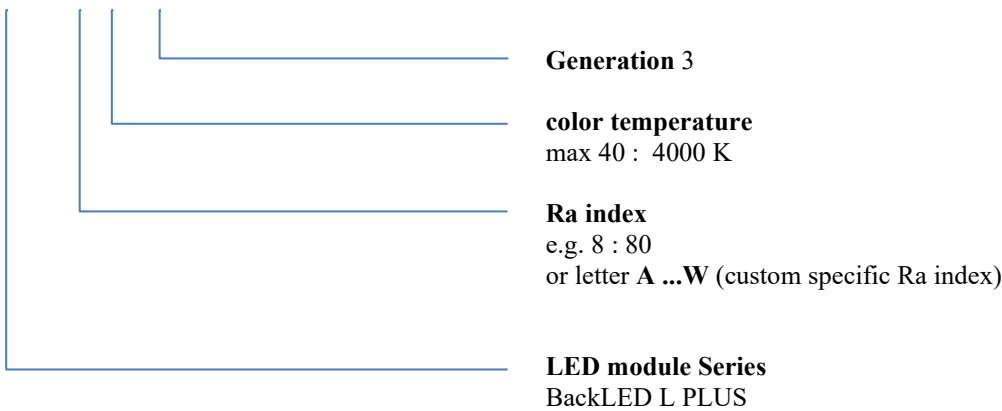 Generation 3
color temperature
max 40 : 4000 K
Ra index
e.g. 8 : 80
or letter A ...W (custom specific Ra index)
LED module Series
BackLED L PLUS